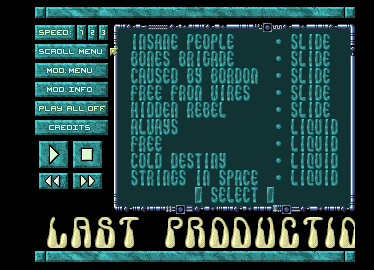 SPEED: 1 2 3
SCROLL MENU
MOD.MENU
MOD.INFO
PLAY ALL OFF
CREDITS
INSANE PEOPLE • SLIDE
BONES BRIGADE • SLIDE
CAUSED BY BORDON • SLIDE
FREE FROM VIRES • SLIDE
HIDDEN REBEL • SLIDE
ALWAYS • LIQUID
FREE • LIQUID
COLD DESTINY • LIQUID
STRINGS IN SPACE • LIQUID
[] SELECT []
LAST PRODUCTIO